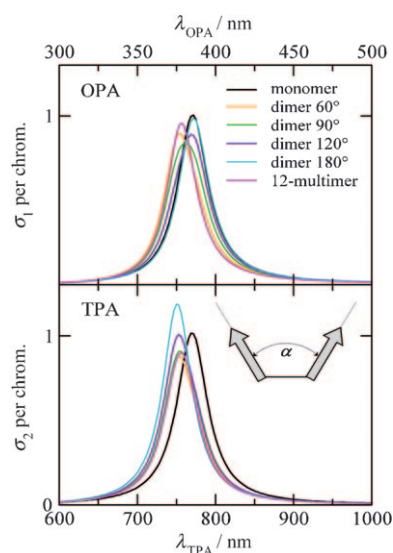 λOPA / nm
300 350 400 450 500
OPA
monomer
dimer 60°
dimer 90°
dimer 120°
dimer 180°
12-multimer
1
σ1 per chrom.
TPA
α
1
0
σ2 per chrom.
600 700 800 900 1000
λTPA / nm